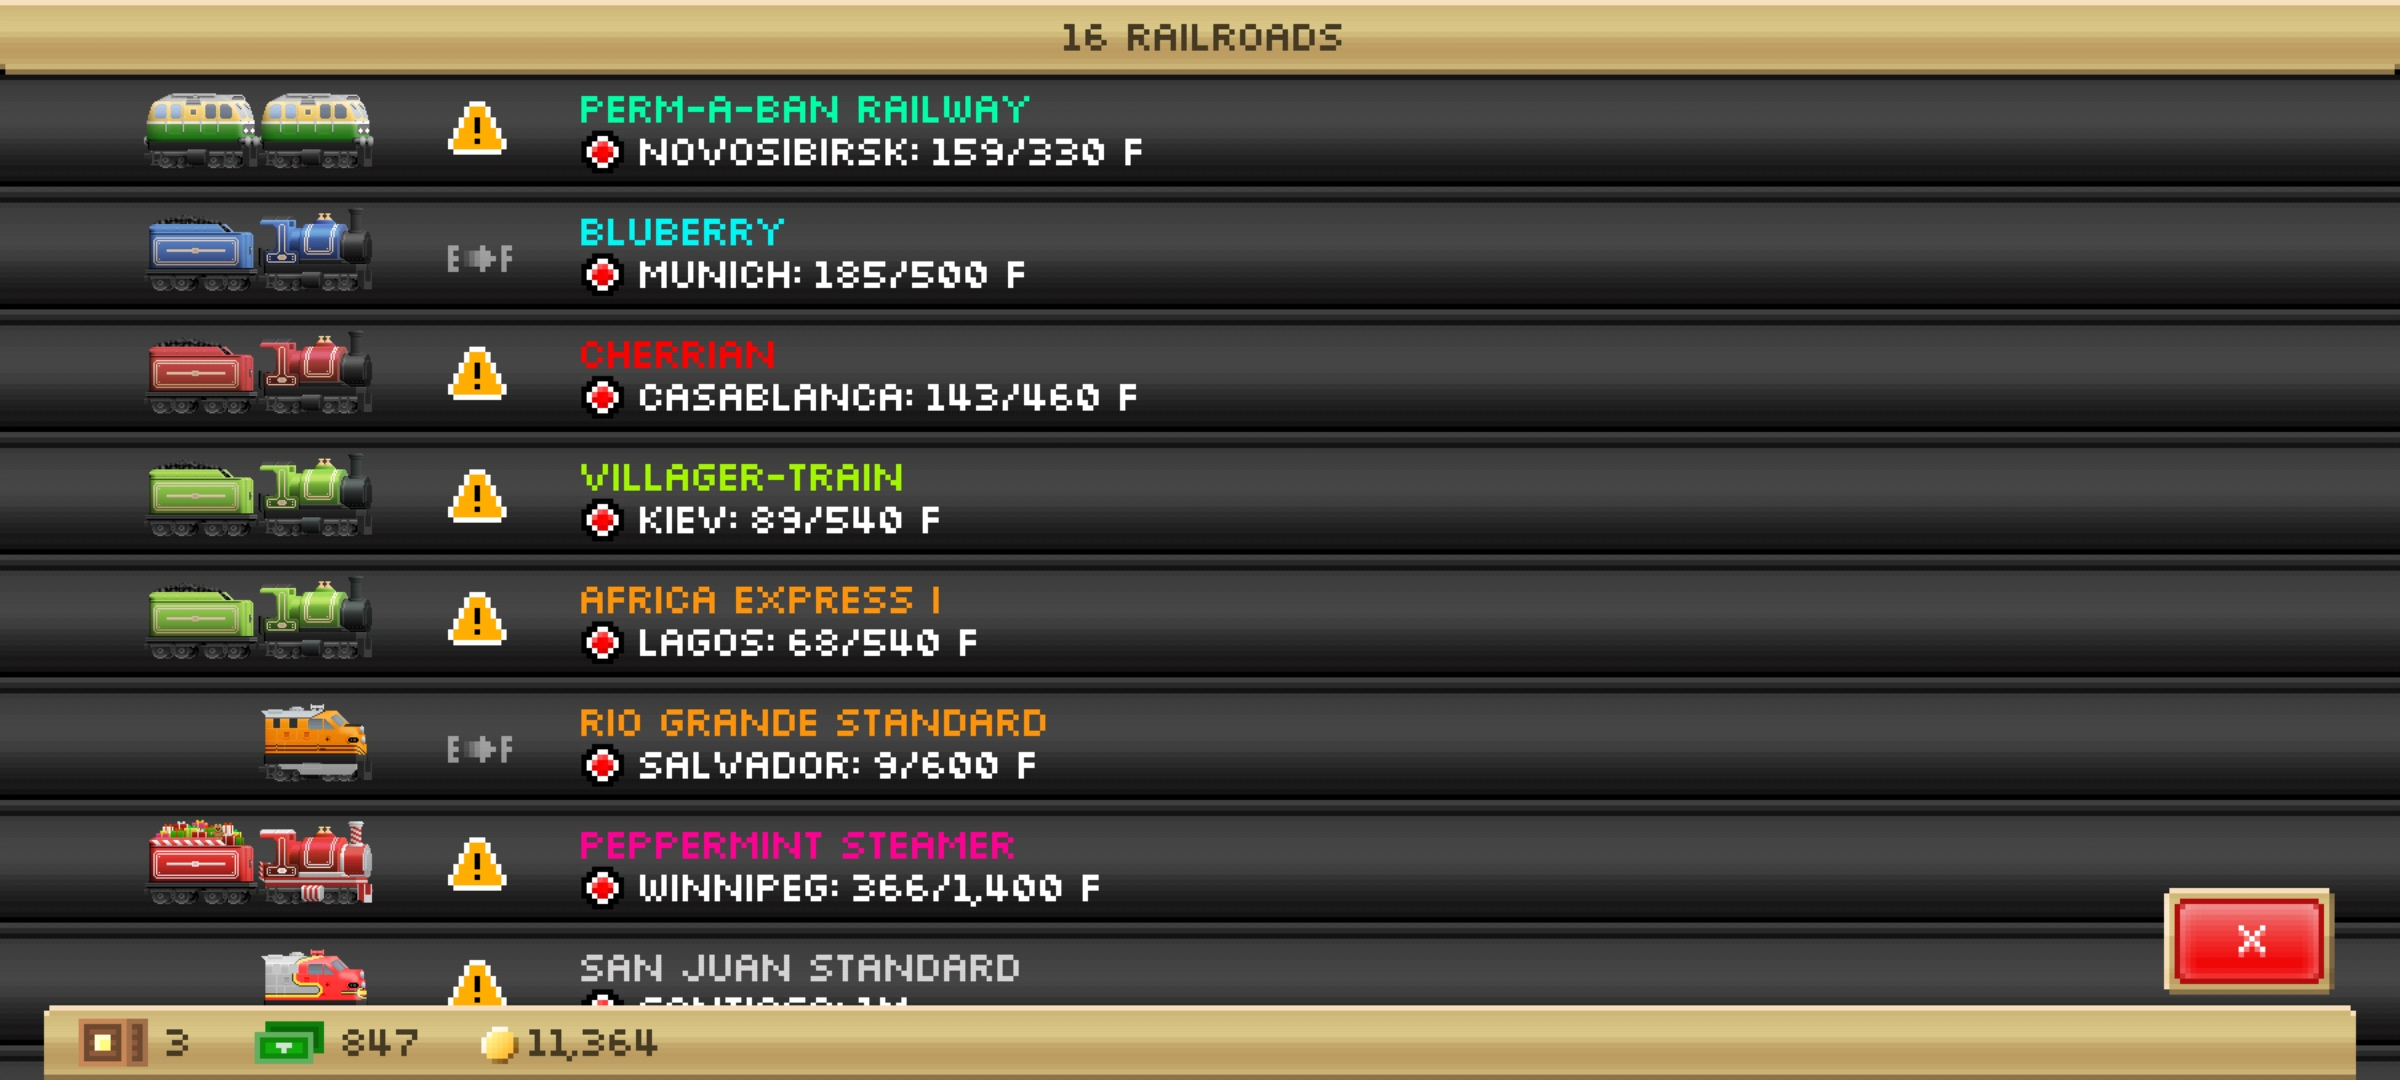 16 RAILROADS
PERM-A-BAN RAILWAY
NOVOSIBIRSK: 159/330 F
BLUBERRY
E F
MUNICH: 185/500 F
CHERRIAN
CASABLANCA: 143/460 F
VILLAGER-TRAIN
KIEV: 89/540 F
AFRICA EXPRESS I
LAGOS: 68/540 F
RIO GRANDE STANDARD
E F
SALVADOR: 9/600 F
PEPPERMINT STEAMER
WINNIPEG: 366/1,400 F
X
SAN JUAN STANDARD
3 847 11,364